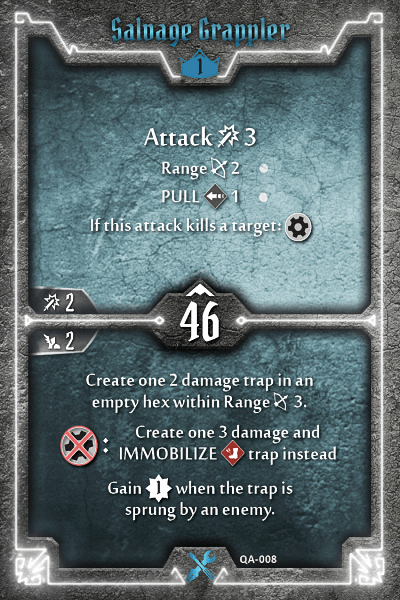 Salvage Grappler
1
Attack 3
Range 2
PULL 1
If this attack kills a target:
2
46
2
Create one 2 damage trap in an
empty hex within Range 3.
: Create one 3 damage and
IMMOBILIZE trap instead
Gain 1 when the trap is
sprung by an enemy.
QA-008